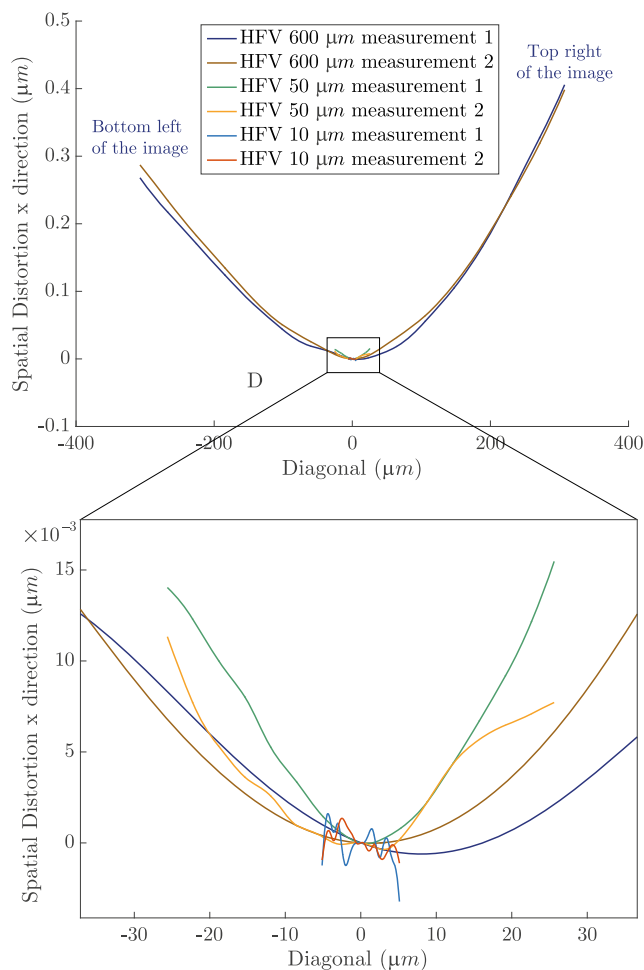 0.5
HFV 600 μm measurement 1
HFV 600 μm measurement 2
HFV 50 μm measurement 1
HFV 50 μm measurement 2
HFV 10 μm measurement 1
HFV 10 μm measurement 2
Top right
of the image
Bottom left
of the image
0.4
0.3
0.2
0.1
0
-0.1
Spatial Distortion x direction (μm)
D
-400
-200
0
200
400
Diagonal (μm)
×10⁻³
15
10
5
0
Spatial Distortion x direction (μm)
-30
-20
-10
0
10
20
30
Diagonal (μm)